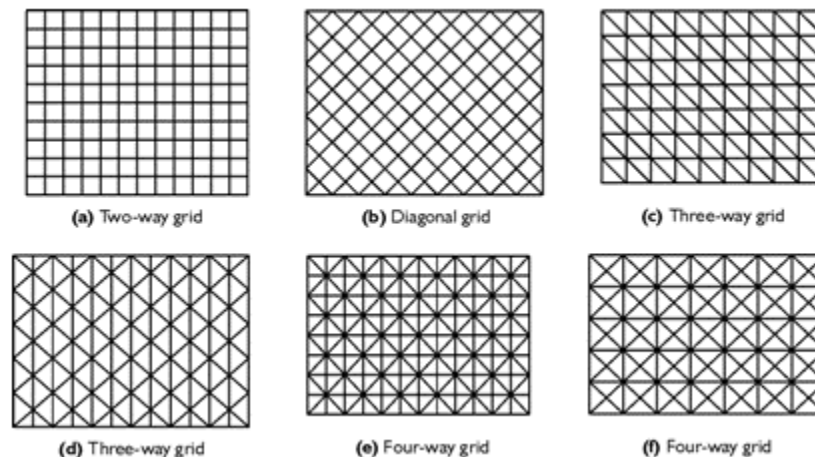 (a) Two-way grid
(b) Diagonal grid
(c) Three-way grid
(d) Three-way grid
(e) Four-way grid
(f) Four-way grid